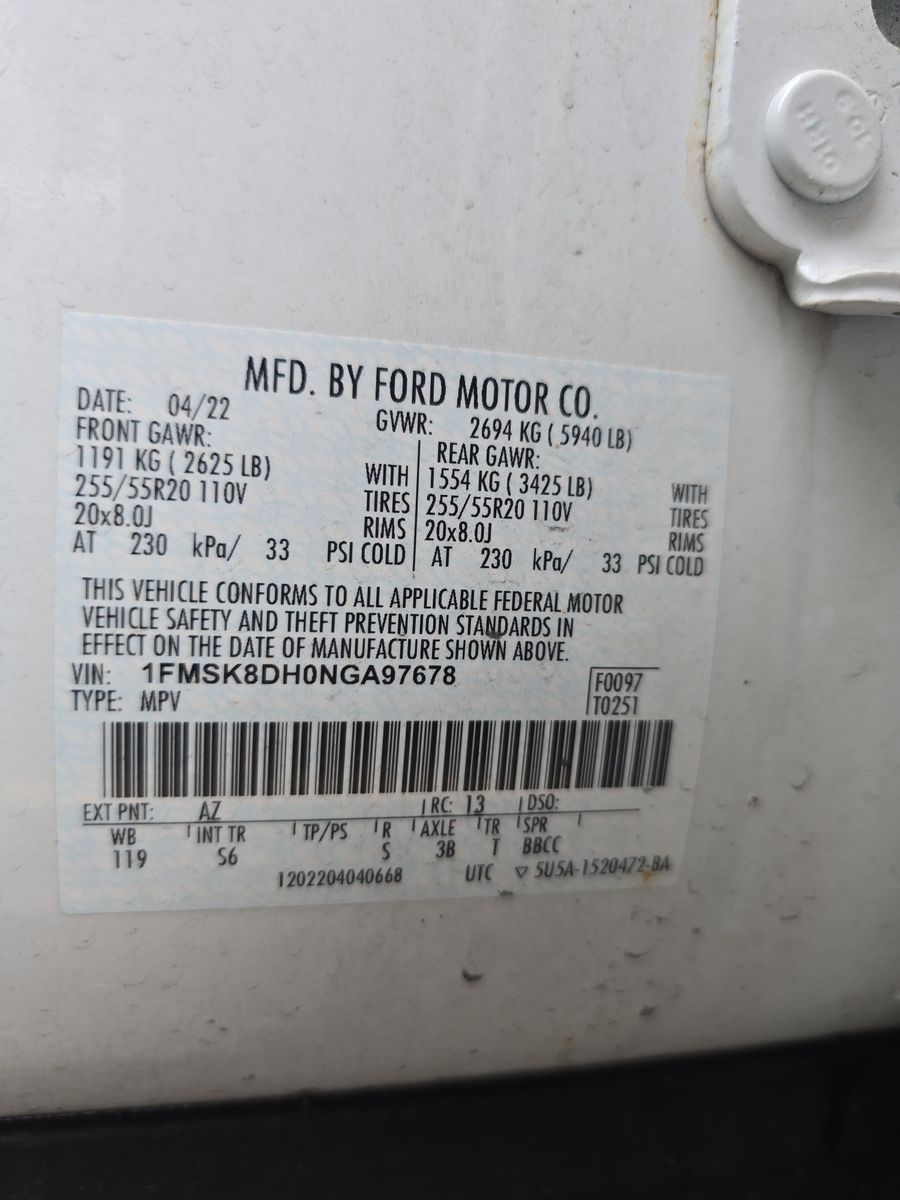 MFD. BY FORD MOTOR CO.
DATE: 04/22 GVWR: 2694 KG ( 5940 LB)
FRONT GAWR: REAR GAWR:
1191 KG ( 2625 LB) WITH 1554 KG ( 3425 LB) WITH
255/55R20 110V TIRES 255/55R20 110V TIRES
20x8.0J RIMS 20x8.0J RIMS
AT 230 kPa/ 33 PSI COLD AT 230 kPa/ 33 PSI COLD
THIS VEHICLE CONFORMS TO ALL APPLICABLE FEDERAL MOTOR
VEHICLE SAFETY AND THEFT PREVENTION STANDARDS IN
EFFECT ON THE DATE OF MANUFACTURE SHOWN ABOVE.
VIN: 1FMSK8DH0NGA97678 F0097
TYPE: MPV T0251
EXT PNT: AZ RC: 13 DSO:
WB INT TR TP/PS R AXLE TR SPR
119 S6 S 3B T BBCC
1202204040668 UTC ▽ 5U5A-1520472-BA